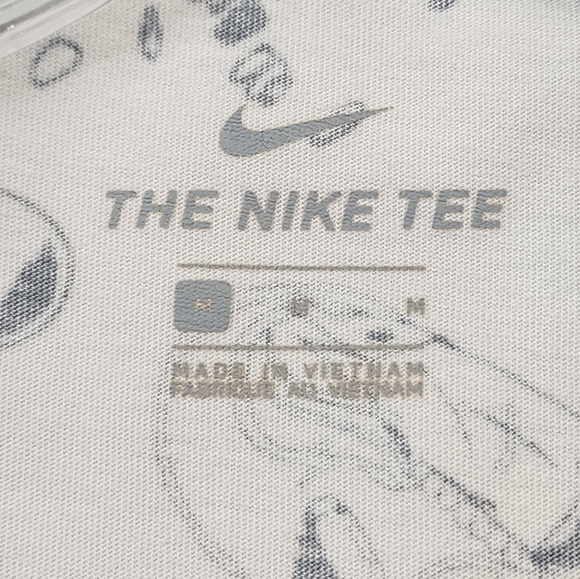 THE NIKE TEE
M M M
MADE IN VIETNAM
FABRIQUE AU VIETNAM